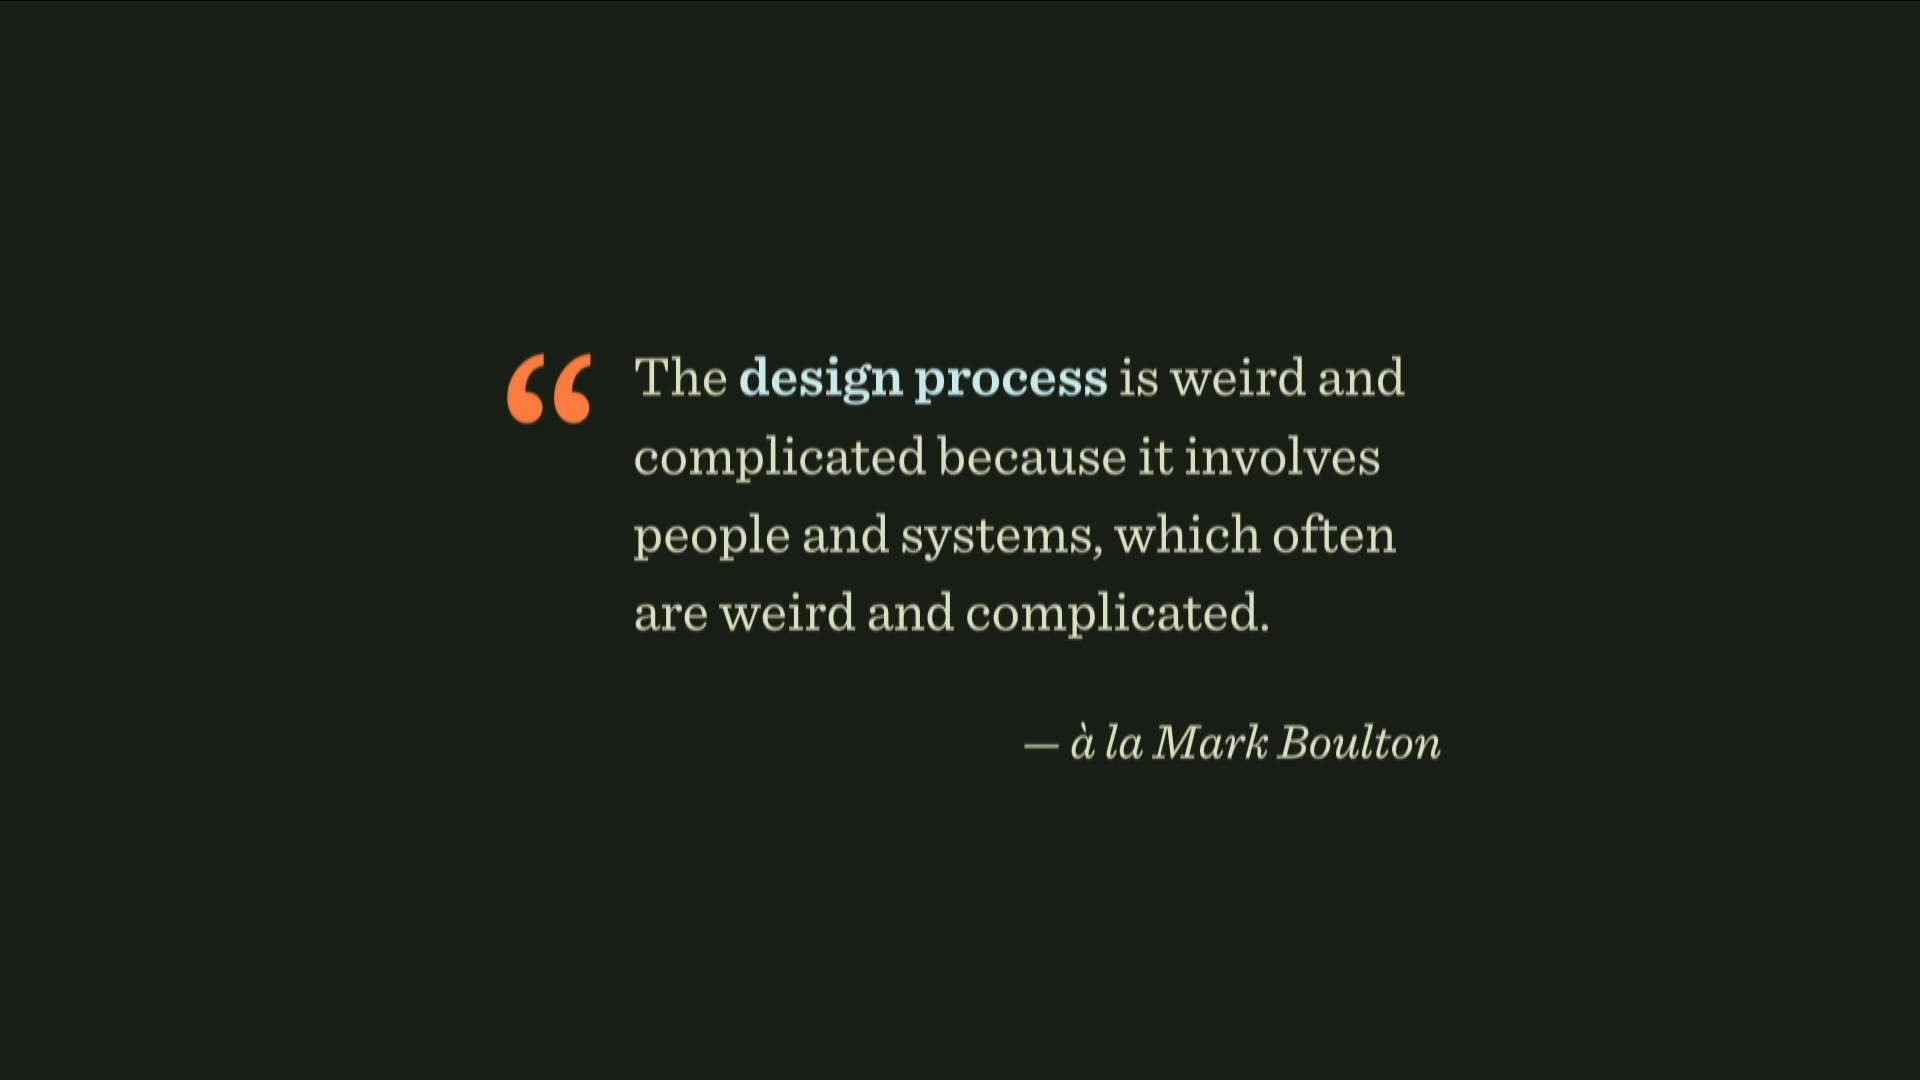 “ The design process is weird and
complicated because it involves
people and systems, which often
are weird and complicated.
— à la Mark Boulton